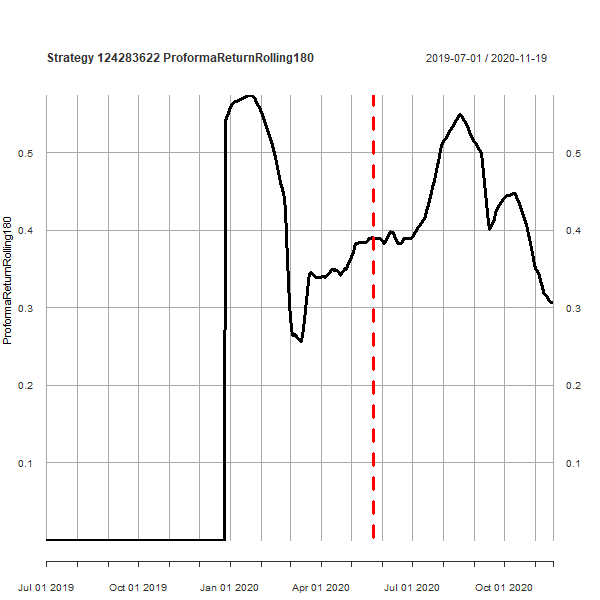 Strategy 124283622 ProformaReturnRolling180
2019-07-01 / 2020-11-19
ProformaReturnRolling180
0.5 0.5
0.4 0.4
0.3 0.3
0.2 0.2
0.1 0.1
Jul 01 2019 Oct 01 2019 Jan 01 2020 Apr 01 2020 Jul 01 2020 Oct 01 2020